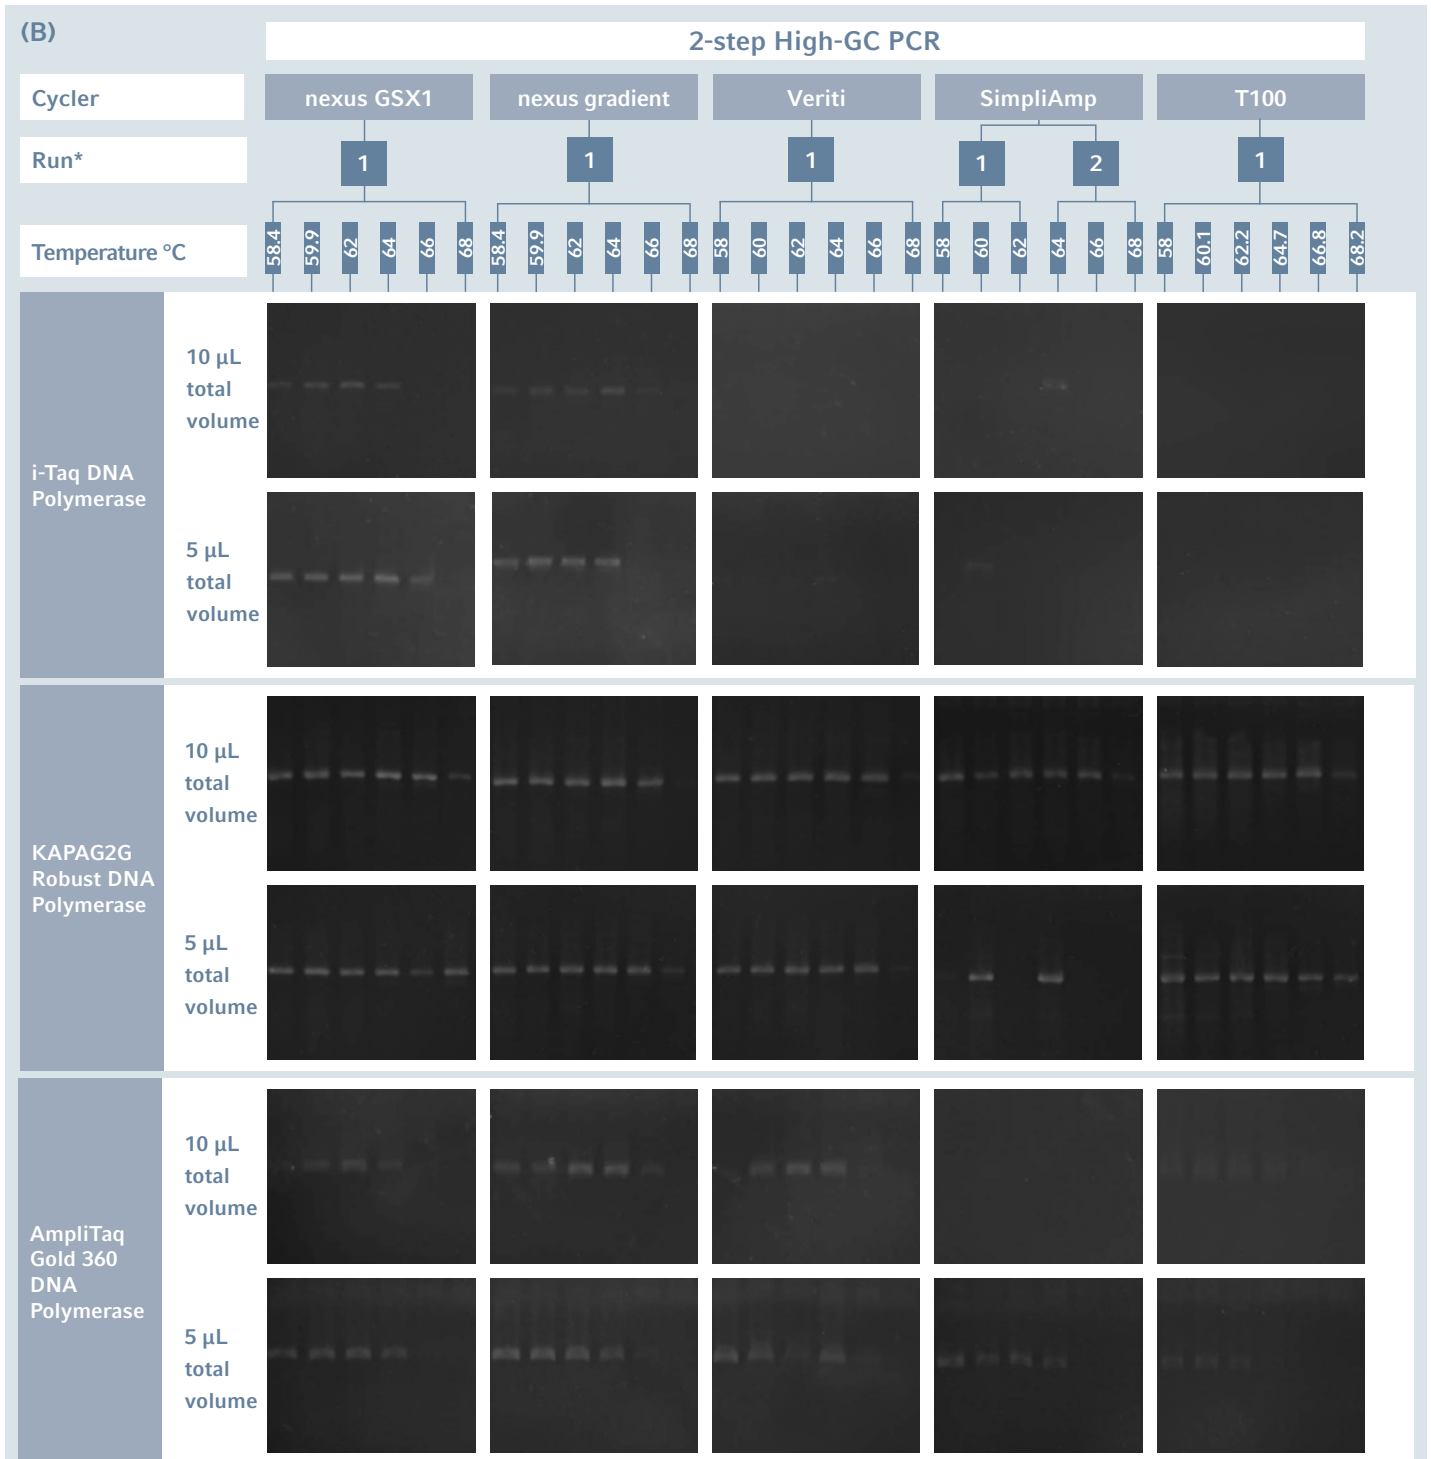 (B)
2-step High-GC PCR
Cycler
nexus GSX1
nexus gradient
Veriti
SimpliAmp
T100
Run*
1
1
1
1
2
1
Temperature °C
58.4
59.9
62
64
66
68
58.4
59.9
62
64
66
68
58
60
62
64
66
68
58
60
62
64
66
68
58
60.1
62.2
64.7
66.8
68.2
i-Taq DNA
Polymerase
10 µL
total
volume
5 µL
total
volume
KAPAG2G
Robust DNA
Polymerase
10 µL
total
volume
5 µL
total
volume
AmpliTaq
Gold 360
DNA
Polymerase
10 µL
total
volume
5 µL
total
volume